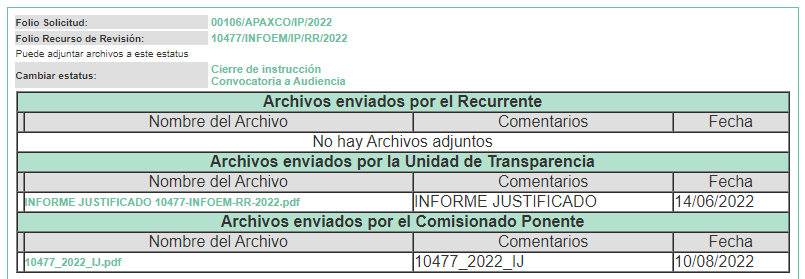 Folio Solicitud: 00106/APAXCO/IP/2022
Folio Recurso de Revisión: 10477/INFOEM/IP/RR/2022
Puede adjuntar archivos a este estatus
Cambiar estatus: Cierre de instrucción
Convocatoria a Audiencia
Archivos enviados por el Recurrente
Nombre del Archivo Comentarios Fecha
No hay Archivos adjuntos
Archivos enviados por la Unidad de Transparencia
Nombre del Archivo Comentarios Fecha
INFORME JUSTIFICADO 10477-INFOEM-RR-2022.pdf INFORME JUSTIFICADO 14/06/2022
Archivos enviados por el Comisionado Ponente
Nombre del Archivo Comentarios Fecha
10477_2022_IJ.pdf 10477_2022_IJ 10/08/2022